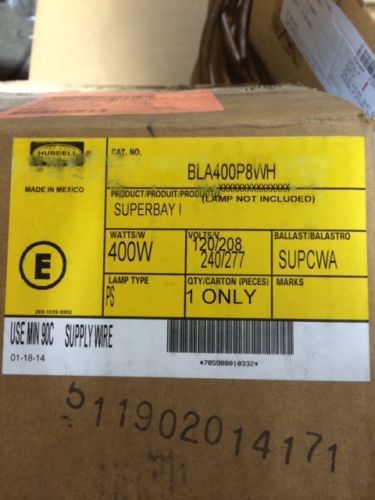 HUBBELL
MADE IN MEXICO
E
CAT. NO.
BLA400P8WH
XXXXXXXXXXXXXXX
PRODUCT/PRODUIT/PRODUCTO
(LAMP NOT INCLUDED)
SUPERBAY I
WATTS/W
400W
VOLTS/V
120/208
240/277
BALLAST/BALASTRO
SUPCWA
LAMP TYPE
PS
QTY/CARTON (PIECES)
1 ONLY
MARKS
USE MIN 90C SUPPLY WIRE
01-18-14
*785988010332*
511902014171